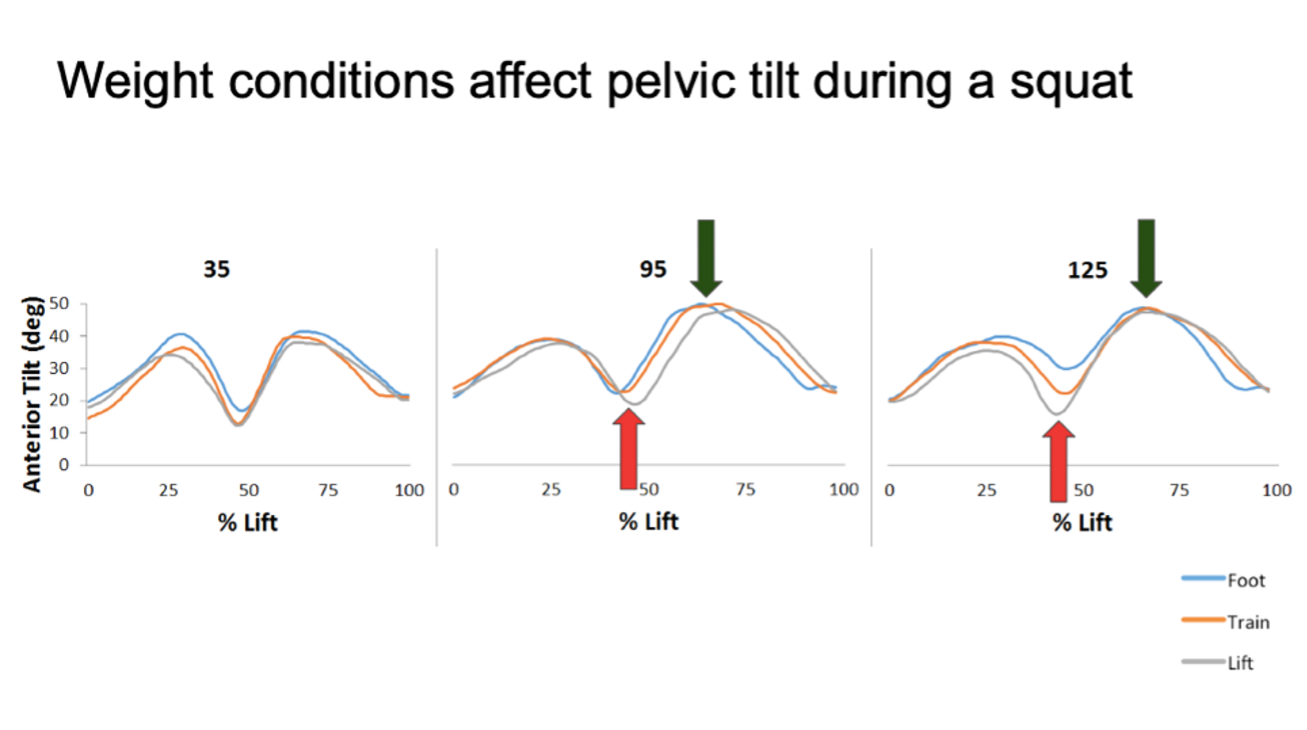 Weight conditions affect pelvic tilt during a squat
35
95
125
Anterior Tilt (deg)
50
40
30
20
10
0
0 25 50 75 100
0 25 50 75 100
0 25 50 75 100
% Lift
% Lift
% Lift
Foot
Train
Lift